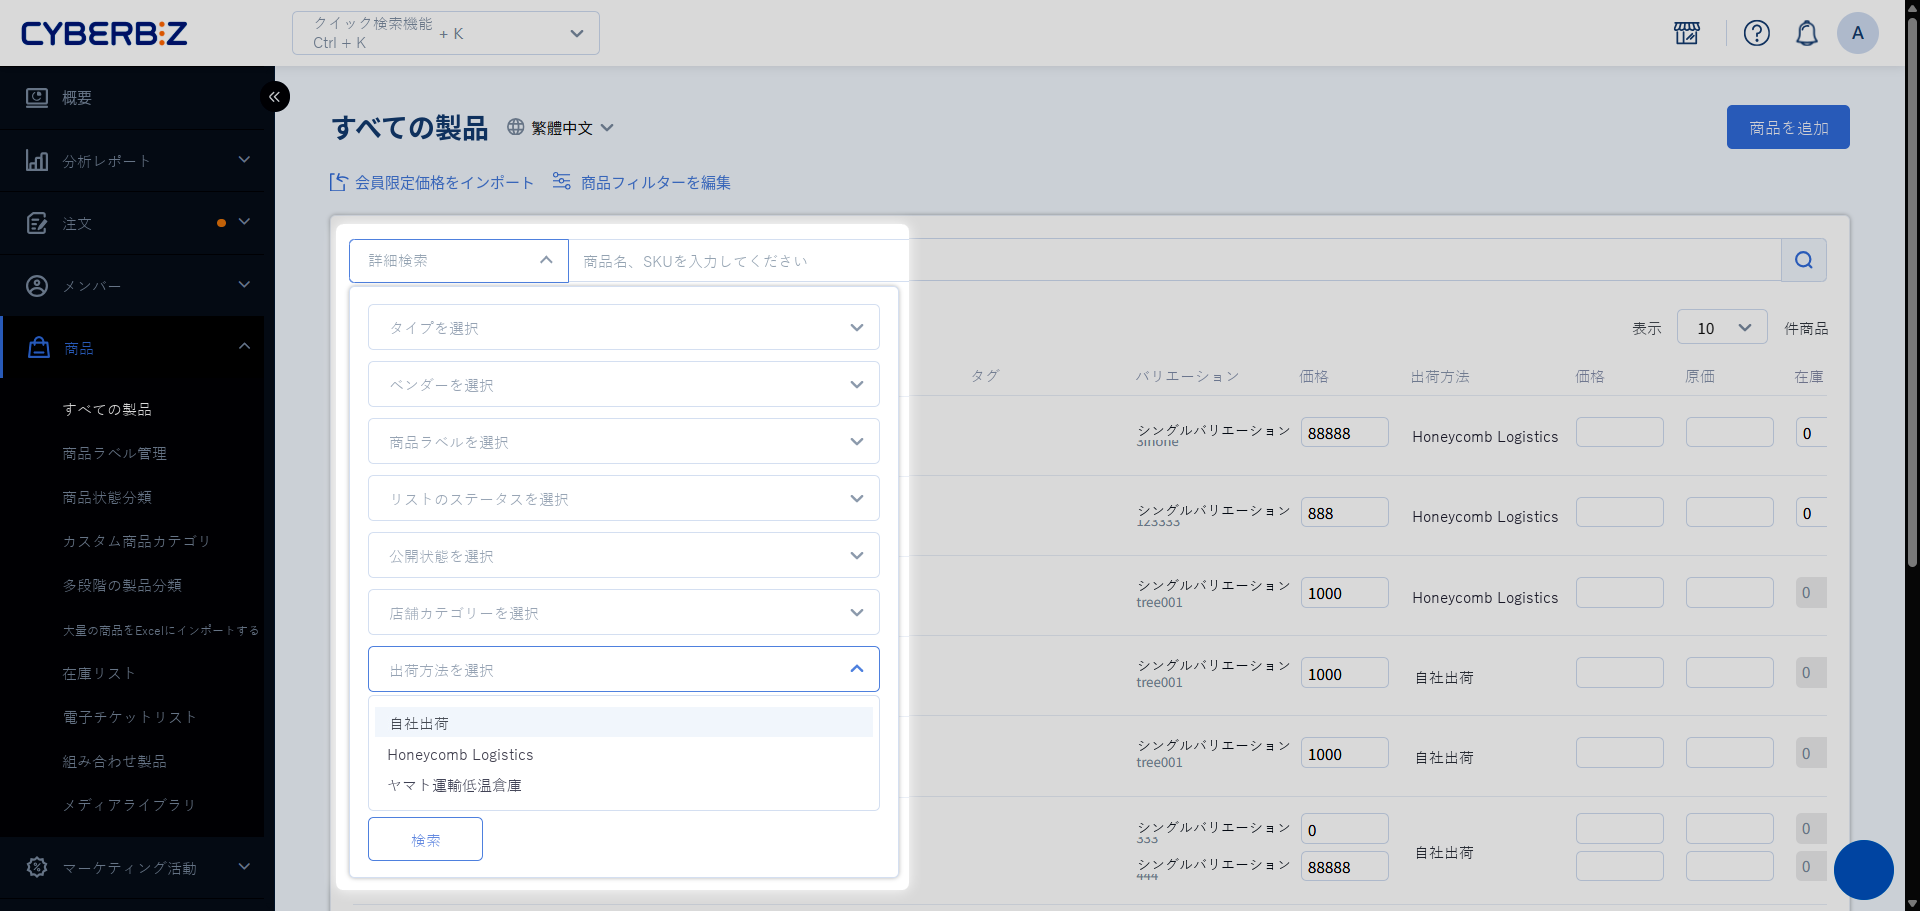 CYBERBIZ
クイック検索機能
Ctrl + K
+ K
A
概要
分析レポート
注文
メンバー
商品
すべての製品
商品ラベル管理
商品状態分類
カスタム商品カテゴリ
多段階の製品分類
大量の商品をExcelにインポートする
在庫リスト
電子チケットリスト
組み合わせ製品
メディアライブラリ
マーケティング活動
すべての製品
繁體中文
商品を追加
会員限定価格をインポート
商品フィルターを編集
詳細検索
商品名、SKUを入力してください
タイプを選択
ベンダーを選択
商品ラベルを選択
リストのステータスを選択
公開状態を選択
店舗カテゴリーを選択
出荷方法を選択
自社出荷
Honeycomb Logistics
ヤマト運輸低温倉庫
検索
表示 10 件商品
タグ バリエーション 価格 出荷方法 価格 原価 在庫
シングルバリエーション 88888 Honeycomb Logistics 0
3mone
シングルバリエーション 888 Honeycomb Logistics 0
123333
シングルバリエーション 1000 Honeycomb Logistics 0
tree001
シングルバリエーション 1000 自社出荷 0
tree001
シングルバリエーション 1000 自社出荷 0
tree001
シングルバリエーション 0 自社出荷 0
333
シングルバリエーション 88888 0
444